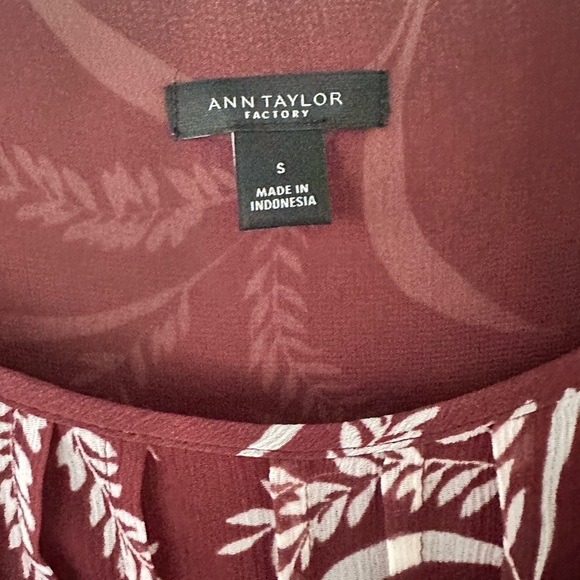 ANN TAYLOR
FACTORY
S
MADE IN
INDONESIA